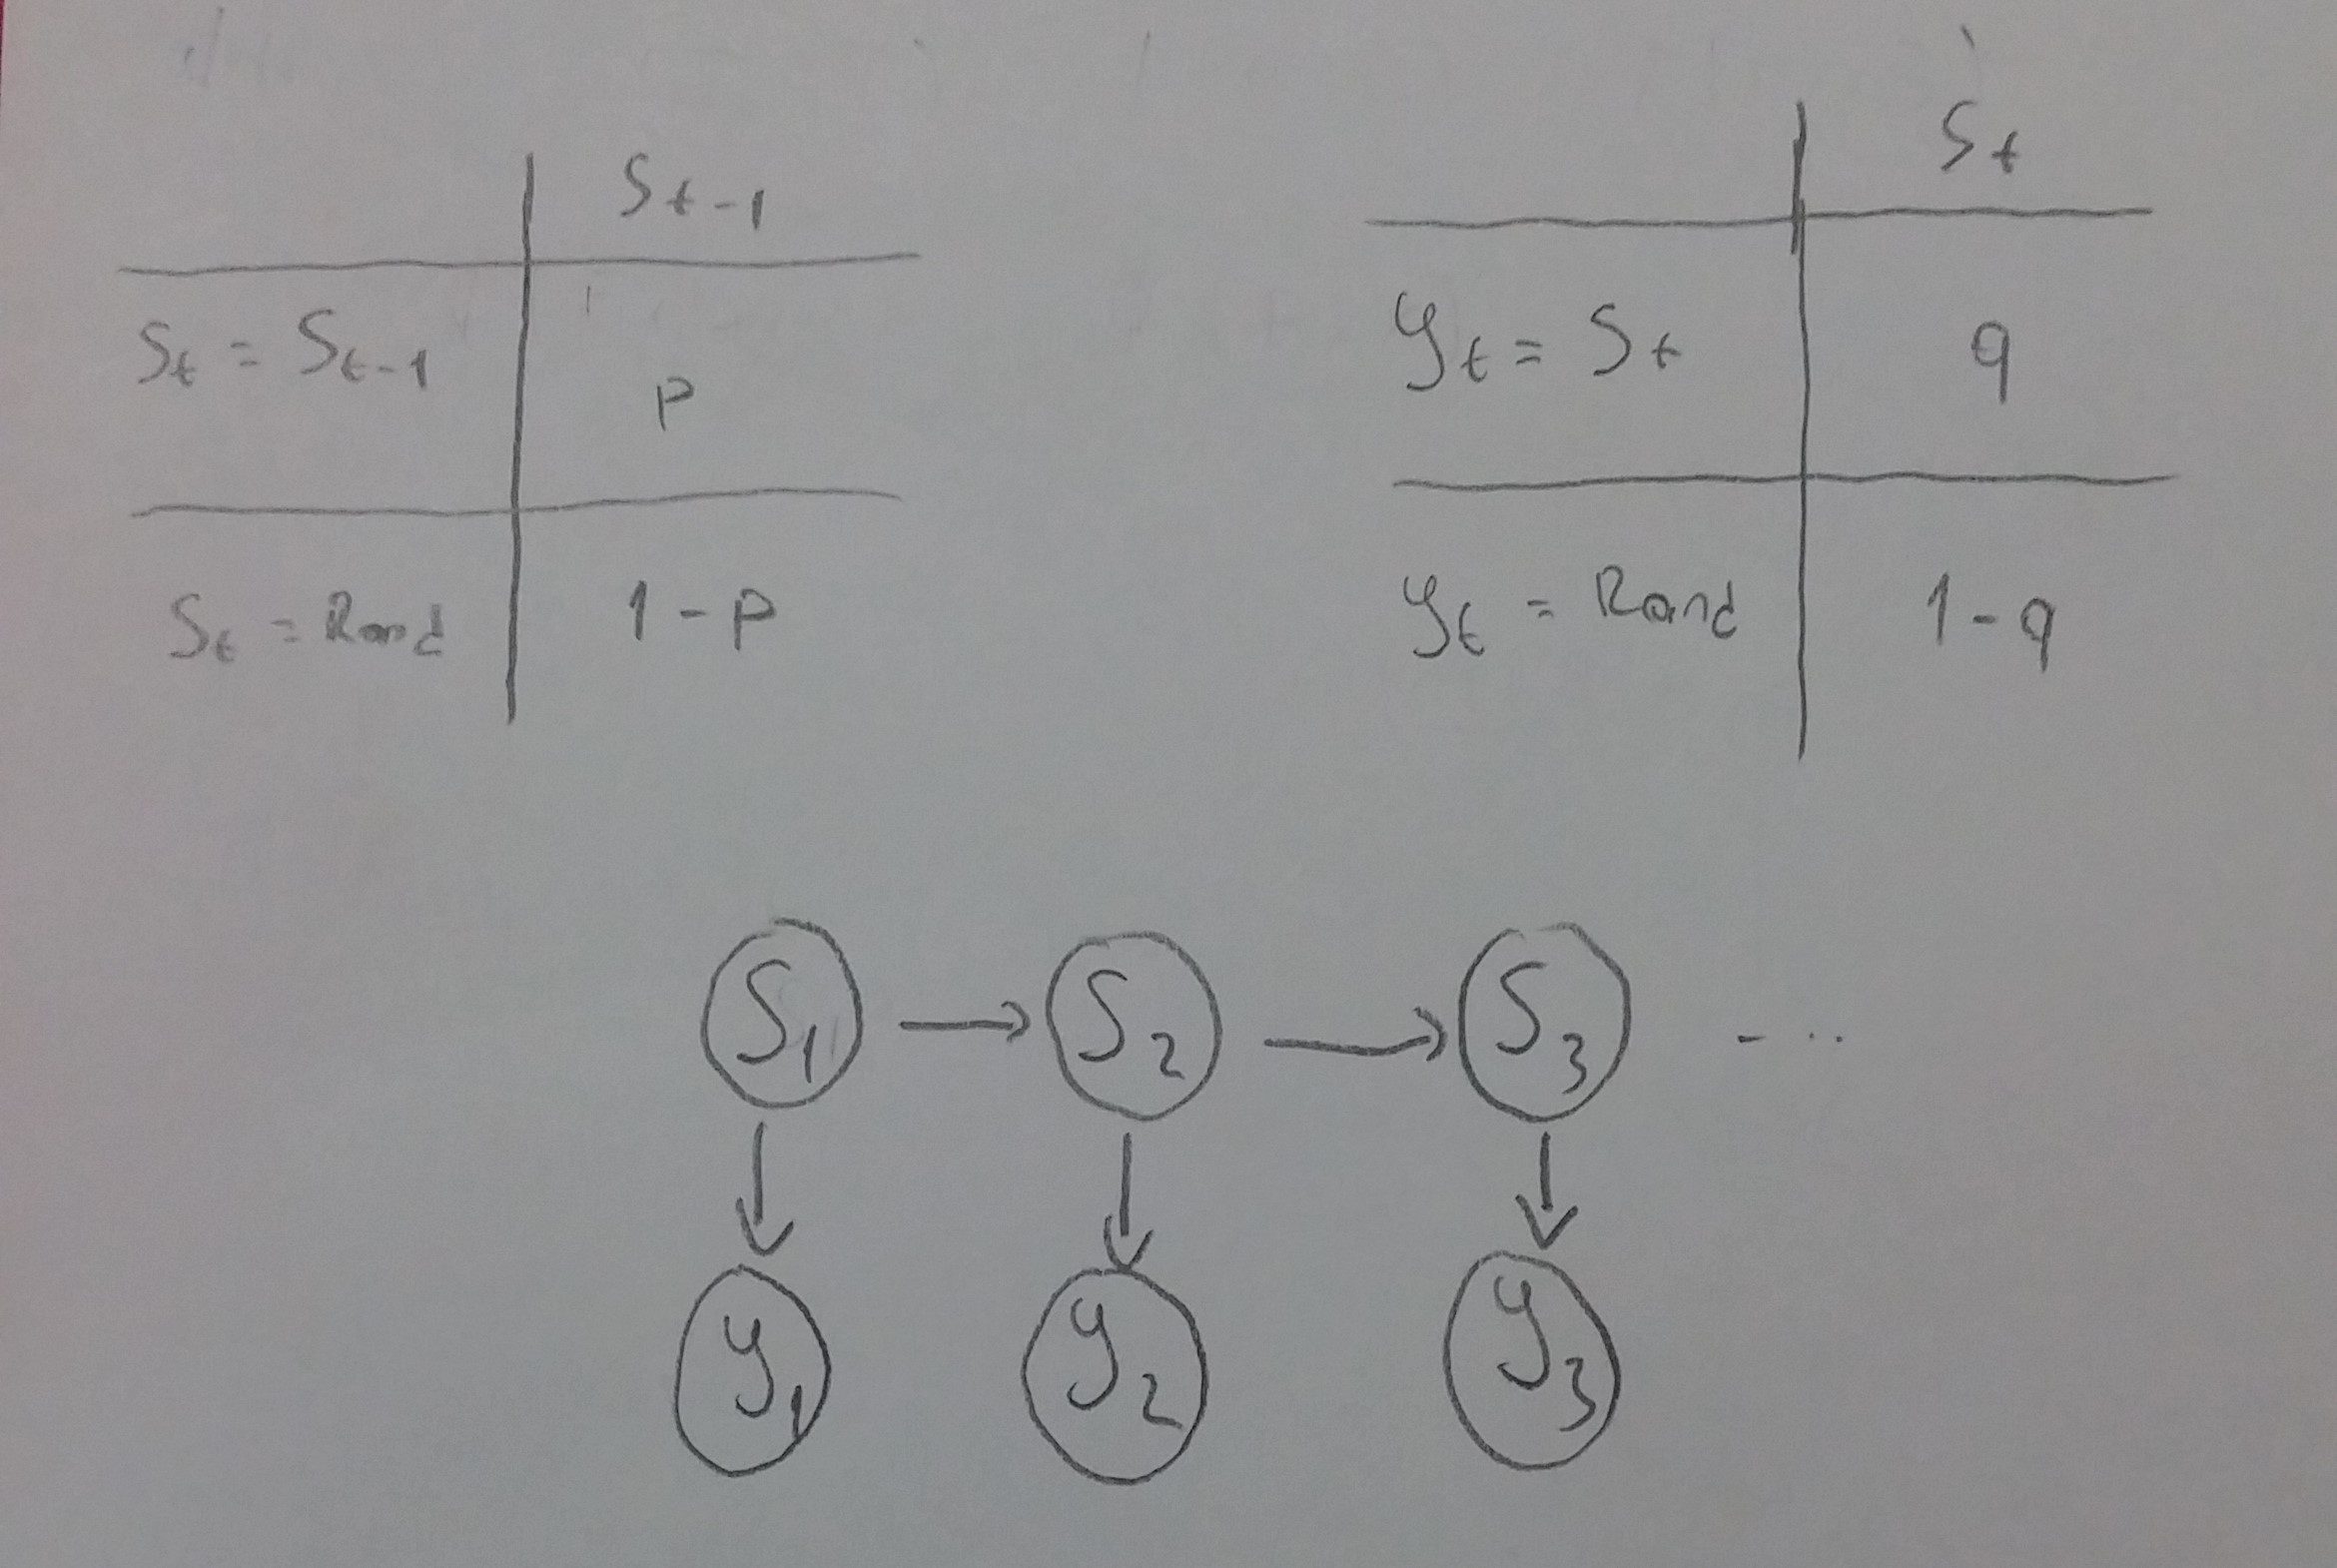 S_{t-1}
S_t = S_{t-1} p
S_t = Rand 1 - p
S_t
y_t = S_t q
y_t = Rand 1 - q
S_1 → S_2 → S_3 ...
y_1 y_2 y_3